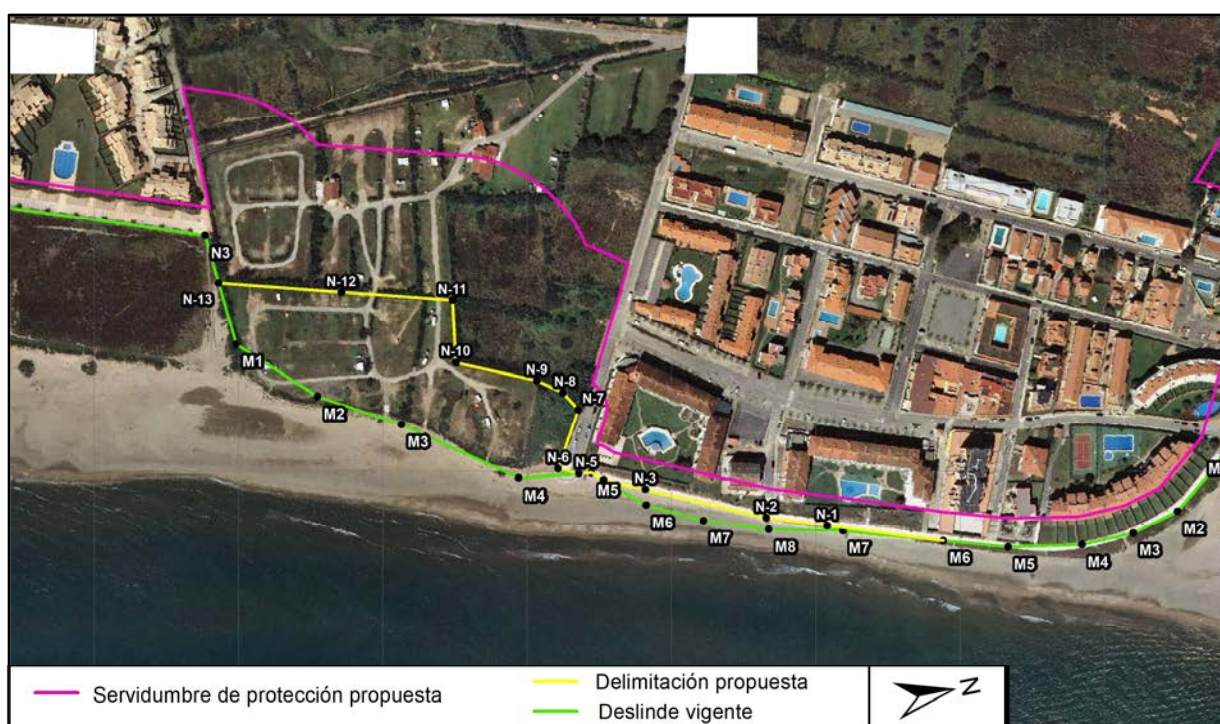 N3
N-13
N-12
N-11
M1
N-10
N-9
N-8
N-7
M2
M3
N-6
N-5
M4
M5
N-3
N-2
N-1
M6
M7
M8
M7
M6
M5
M4
M3
M2
M
Servidumbre de protección propuesta
Delimitación propuesta
Deslinde vigente
N